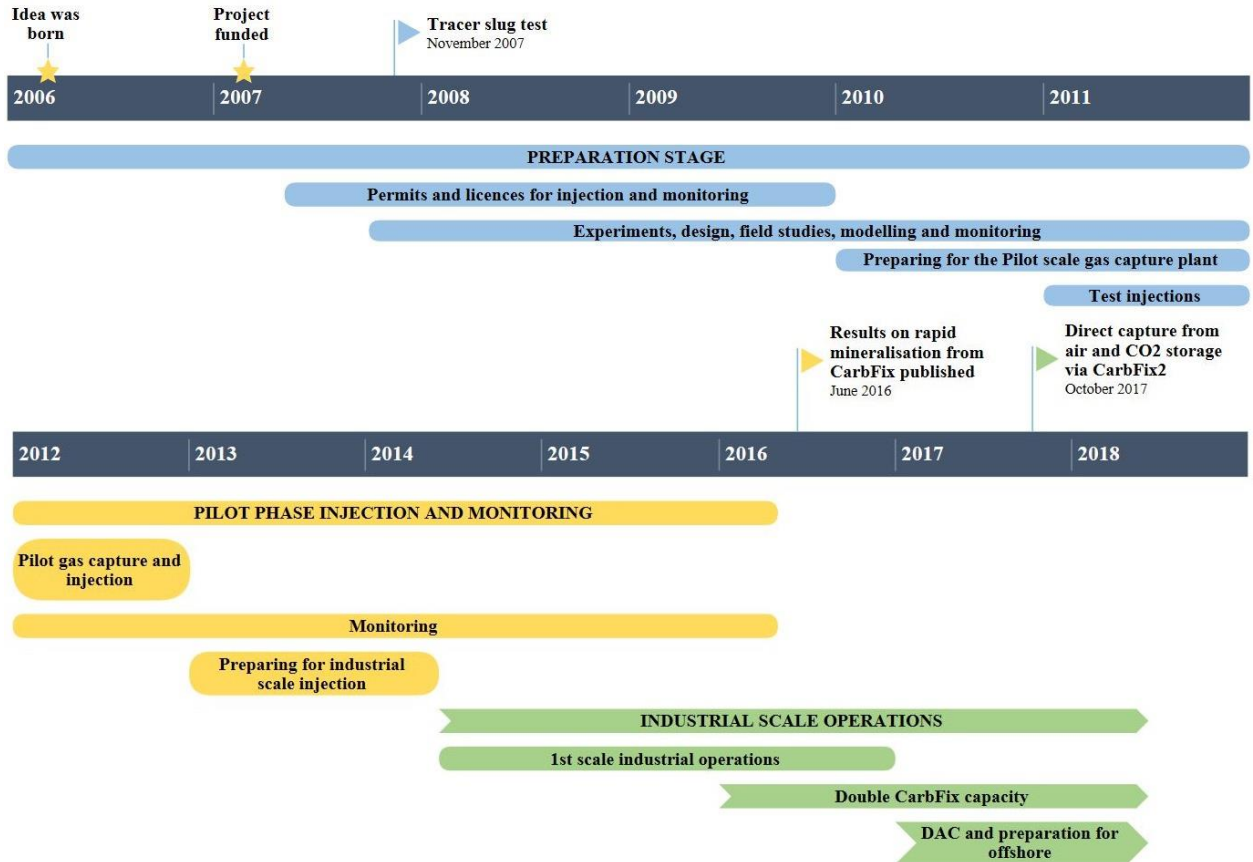 Idea was
born
Project
funded
Tracer slug test
November 2007
2006
2007
2008
2009
2010
2011
PREPARATION STAGE
Permits and licences for injection and monitoring
Experiments, design, field studies, modelling and monitoring
Preparing for the Pilot scale gas capture plant
Test injections
Results on rapid
mineralisation from
CarbFix published
June 2016
Direct capture from
air and CO2 storage
via CarbFix2
October 2017
2012
2013
2014
2015
2016
2017
2018
PILOT PHASE INJECTION AND MONITORING
Pilot gas capture and
injection
Monitoring
Preparing for industrial
scale injection
INDUSTRIAL SCALE OPERATIONS
1st scale industrial operations
Double CarbFix capacity
DAC and preparation for
offshore